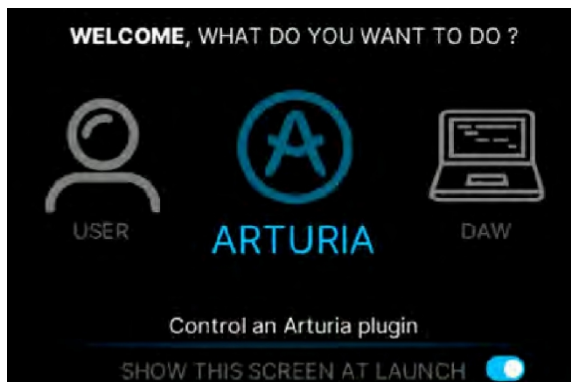 WELCOME, WHAT DO YOU WANT TO DO ?
USER
ARTURIA
DAW
Control an Arturia plugin
SHOW THIS SCREEN AT LAUNCH